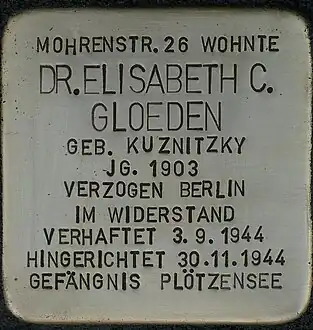 MOHRENSTR. 26 WOHNTE
DR. ELISABETH C.
GLOEDEN
GEB. KUZNITZKY
JG. 1903
VERZOGEN BERLIN
IM WIDERSTAND
VERHAFTET 3.9.1944
HINGERICHTET 30.11.1944
GEFÄNGNIS PLÖTZENSEE